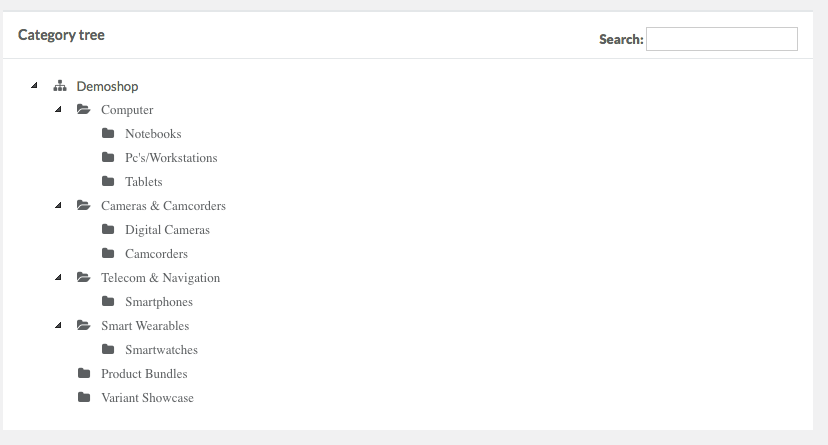 Category tree
Search:
Demoshop
Computer
Notebooks
Pc's/Workstations
Tablets
Cameras & Camcorders
Digital Cameras
Camcorders
Telecom & Navigation
Smartphones
Smart Wearables
Smartwatches
Product Bundles
Variant Showcase